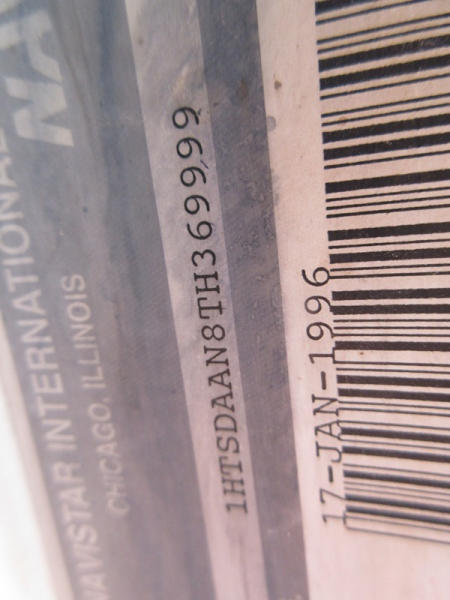 NAVISTAR INTERNATIONAL
CHICAGO, ILLINOIS
1HTSDAAN8TH369999
17-JAN-1996